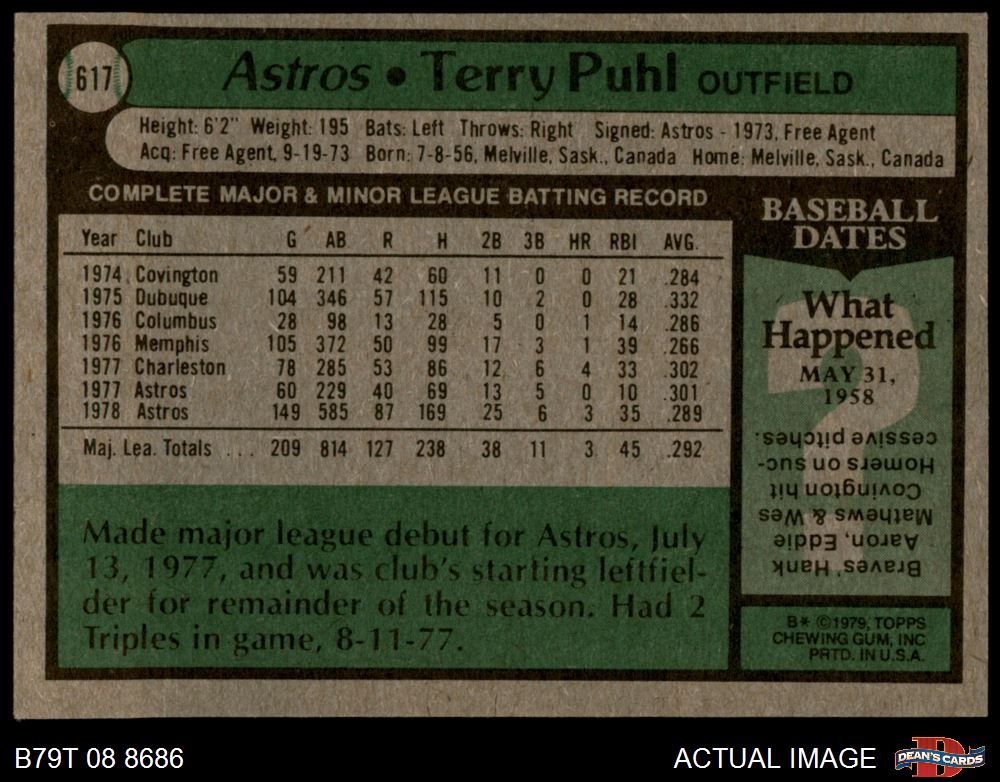 617 Astros • Terry Puhl OUTFIELD
Height: 6'2" Weight: 195 Bats: Left Throws: Right Signed: Astros - 1973, Free Agent
Acq: Free Agent, 9-19-73 Born: 7-8-56, Melville, Sask., Canada Home: Melville, Sask., Canada
COMPLETE MAJOR & MINOR LEAGUE BATTING RECORD
Year Club G AB R H 2B 3B HR RBI AVG.
1974 Covington 59 211 42 60 11 0 0 21 .284
1975 Dubuque 104 346 57 115 10 2 0 28 .332
1976 Columbus 28 98 13 28 5 0 1 14 .286
1976 Memphis 105 372 50 99 17 3 1 39 .266
1977 Charleston 78 285 53 86 12 6 4 33 .302
1977 Astros 60 229 40 69 13 5 0 10 .301
1978 Astros 149 585 87 169 25 6 3 35 .289
Maj. Lea. Totals ... 209 814 127 238 38 11 3 45 .292
Made major league debut for Astros, July
13, 1977, and was club's starting leftfiel-
der for remainder of the season. Had 2
Triples in game, 8-11-77.
BASEBALL
DATES
What
Happened
MAY 31,
1958
Braves' Hank
Aaron, Eddie
Mathews & Wes
Covington hit
Homers on suc-
cessive pitches.
B* ©1979, TOPPS
CHEWING GUM, INC
PRTD. IN U.S.A.
B79T 08 8686
ACTUAL IMAGE
D
DEAN'S CARDS